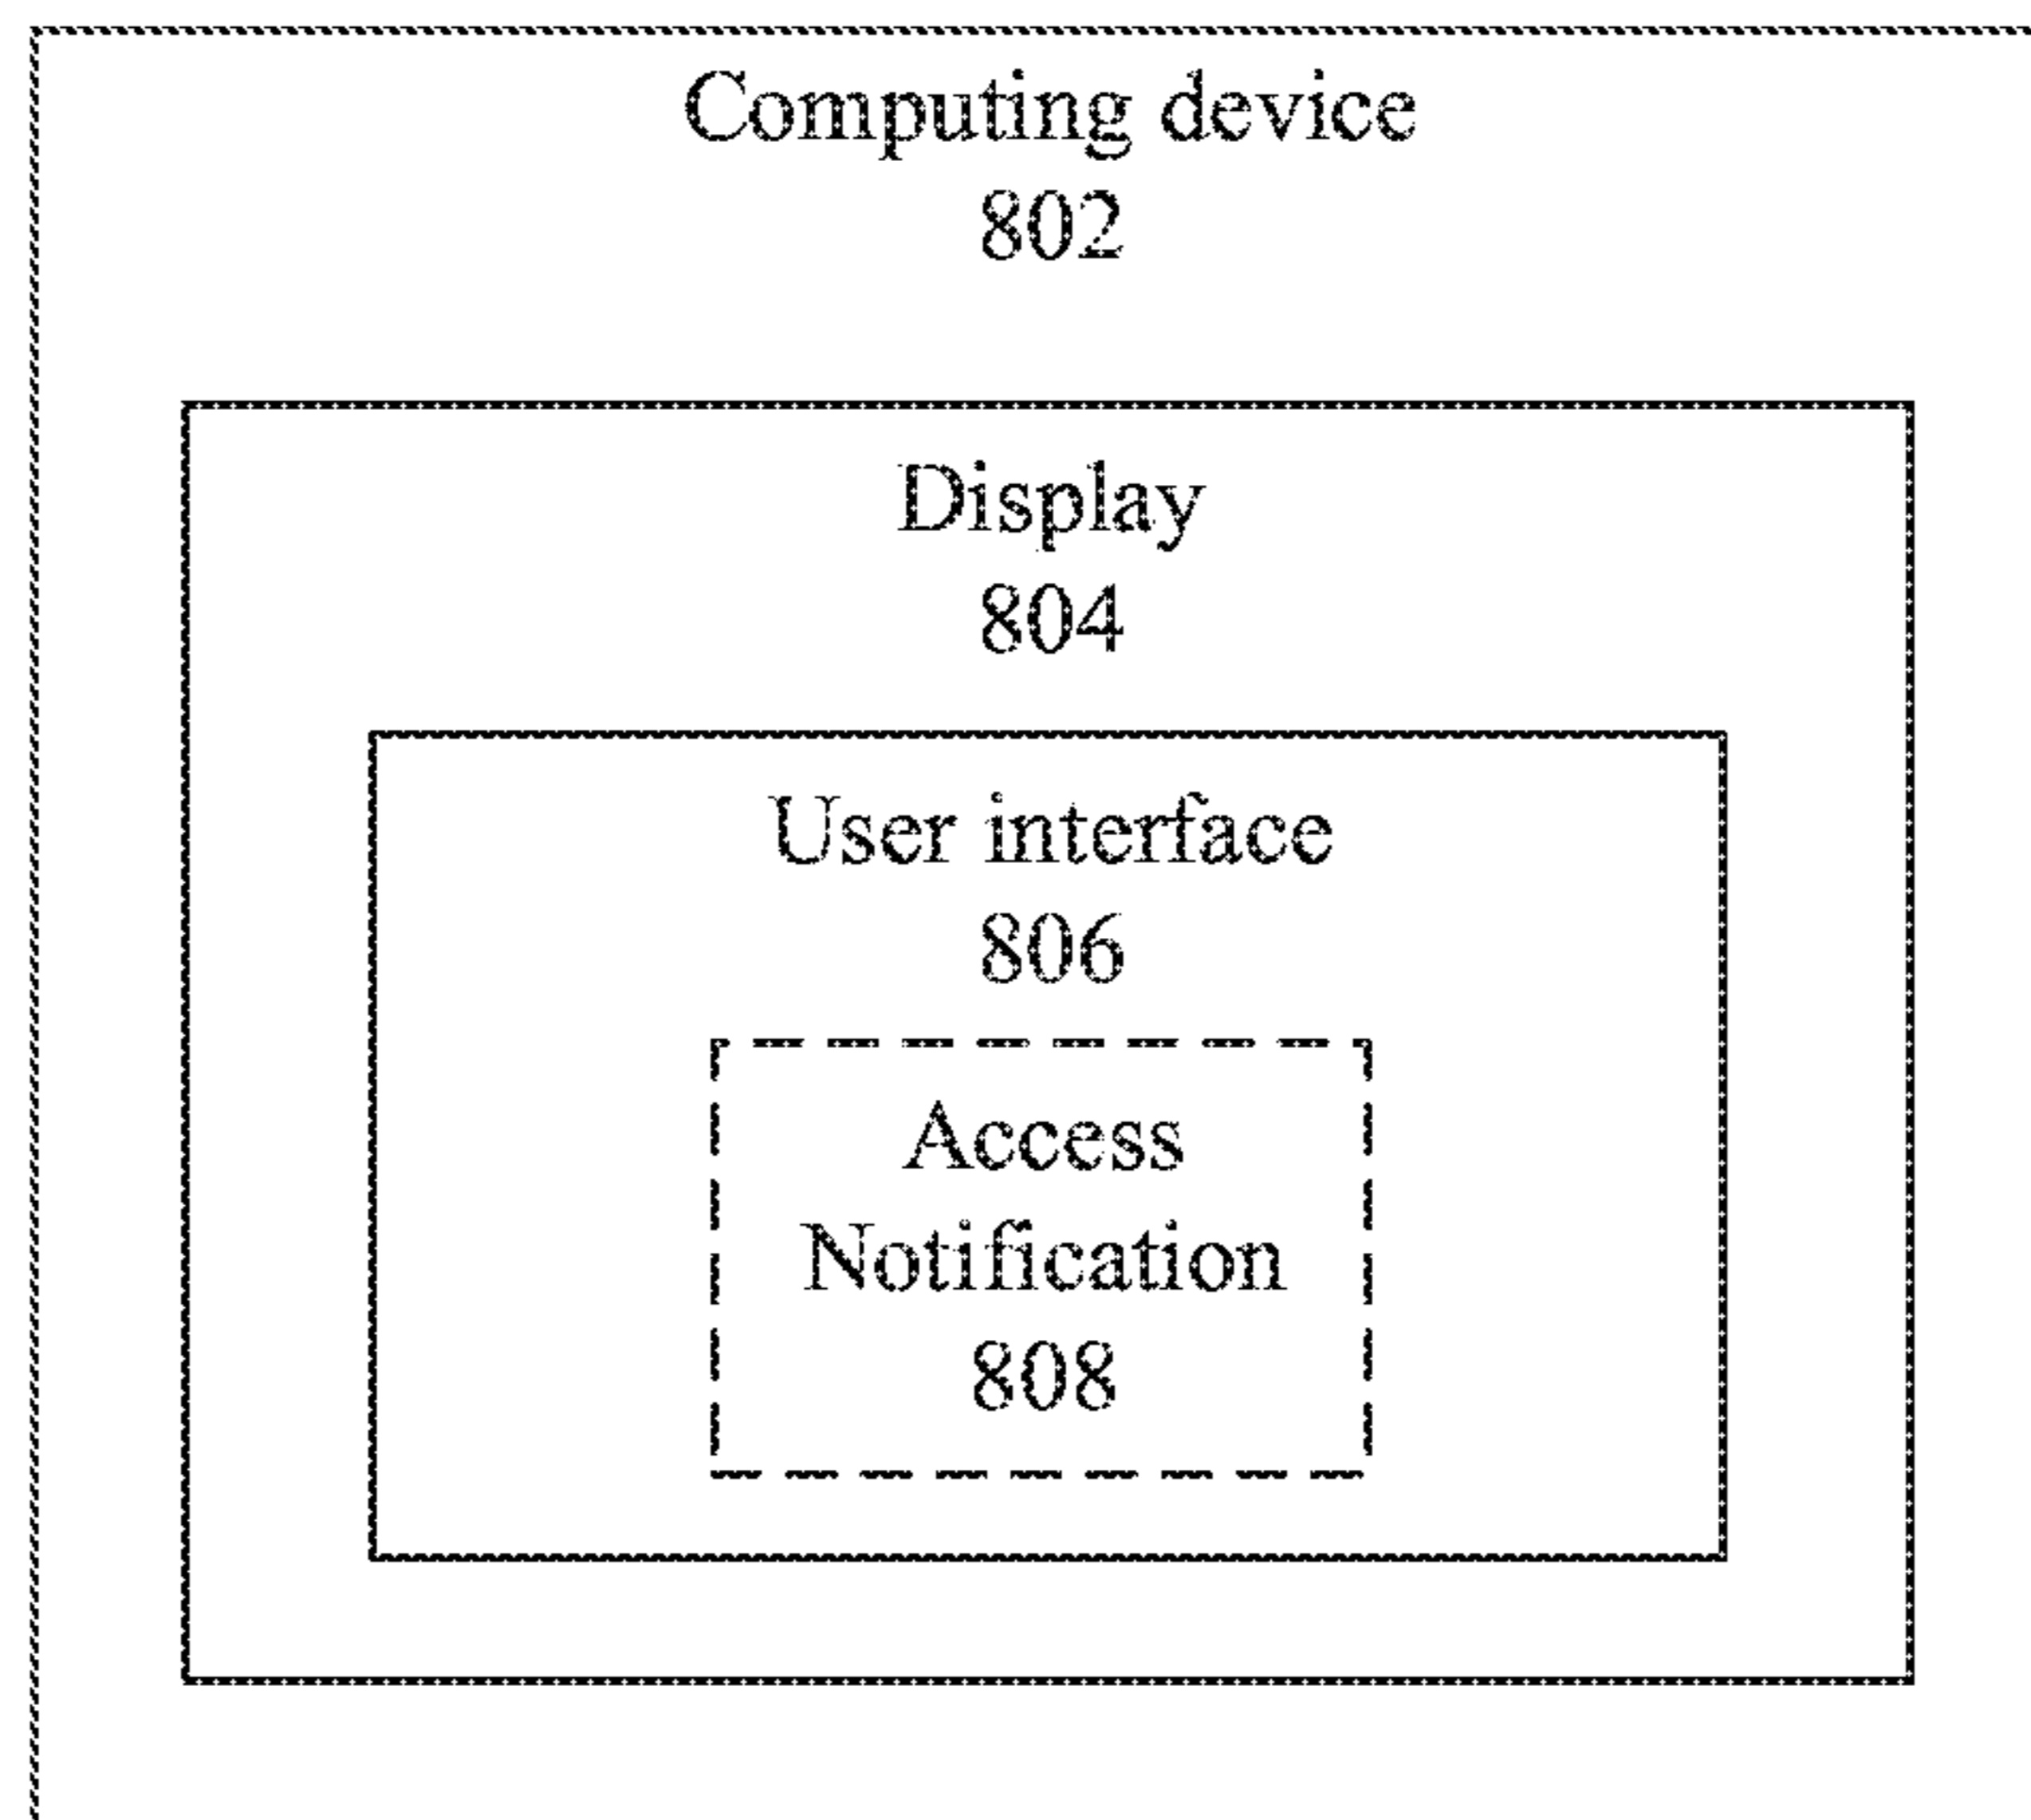 Computing device
802
Display
804
User interface
806
Access
Notification
808